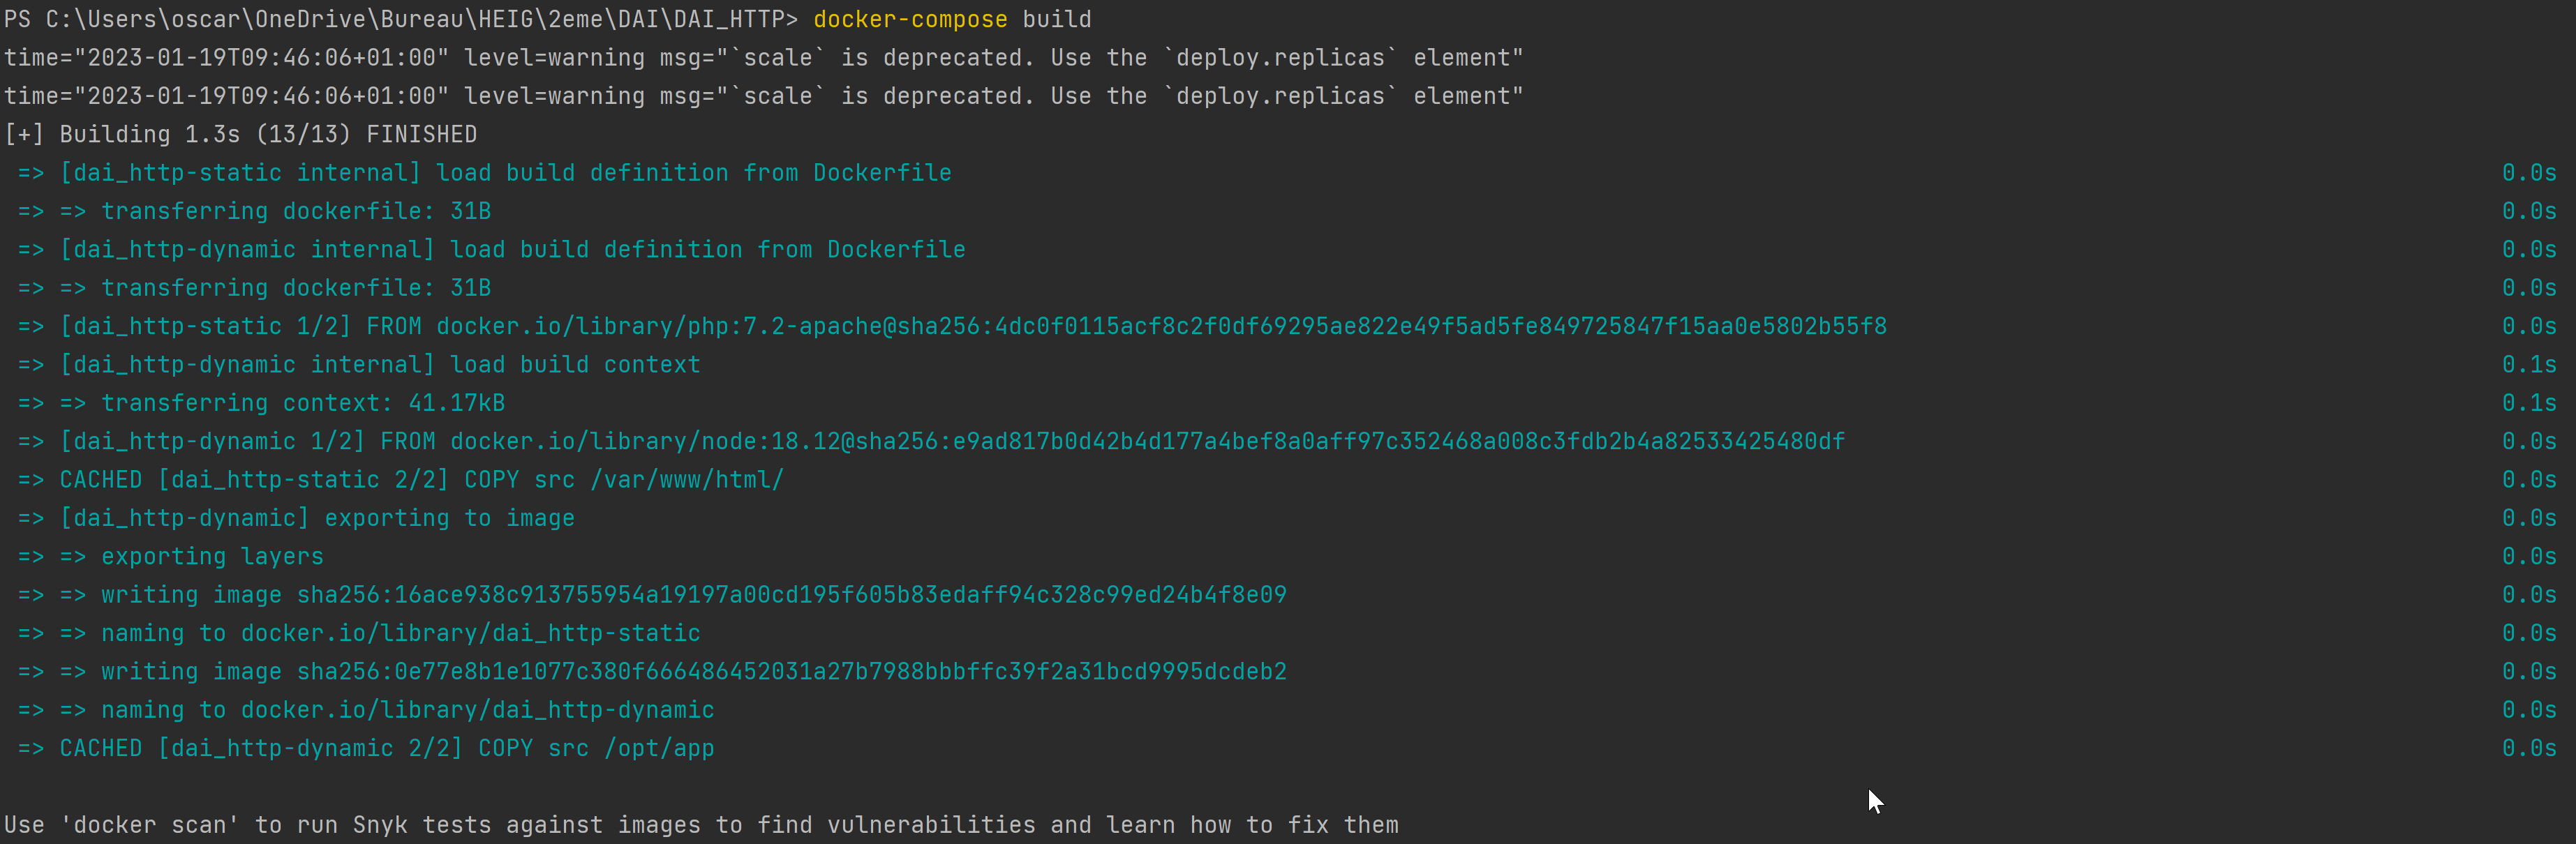 PS C:\Users\oscar\OneDrive\Bureau\HEIG\2eme\DAI\DAI_HTTP> docker-compose build
time="2023-01-19T09:46:06+01:00" level=warning msg="`scale` is deprecated. Use the `deploy.replicas` element"
time="2023-01-19T09:46:06+01:00" level=warning msg="`scale` is deprecated. Use the `deploy.replicas` element"
[+] Building 1.3s (13/13) FINISHED
=> [dai_http-static internal] load build definition from Dockerfile 0.0s
=> => transferring dockerfile: 31B 0.0s
=> [dai_http-dynamic internal] load build definition from Dockerfile 0.0s
=> => transferring dockerfile: 31B 0.0s
=> [dai_http-static 1/2] FROM docker.io/library/php:7.2-apache@sha256:4dc0f0115acf8c2f0df69295ae822e49f5ad5fe849725847f15aa0e5802b55f8 0.0s
=> [dai_http-dynamic internal] load build context 0.1s
=> => transferring context: 41.17kB 0.1s
=> [dai_http-dynamic 1/2] FROM docker.io/library/node:18.12@sha256:e9ad817b0d42b4d177a4bef8a0aff97c352468a008c3fdb2b4a82533425480df 0.0s
=> CACHED [dai_http-static 2/2] COPY src /var/www/html/ 0.0s
=> [dai_http-dynamic] exporting to image 0.0s
=> => exporting layers 0.0s
=> => writing image sha256:16ace938c913755954a19197a00cd195f605b83edaff94c328c99ed24b4f8e09 0.0s
=> => naming to docker.io/library/dai_http-static 0.0s
=> => writing image sha256:0e77e8b1e1077c380f666486452031a27b7988bbbffc39f2a31bcd9995dcdeb2 0.0s
=> => naming to docker.io/library/dai_http-dynamic 0.0s
=> CACHED [dai_http-dynamic 2/2] COPY src /opt/app 0.0s
Use 'docker scan' to run Snyk tests against images to find vulnerabilities and learn how to fix them